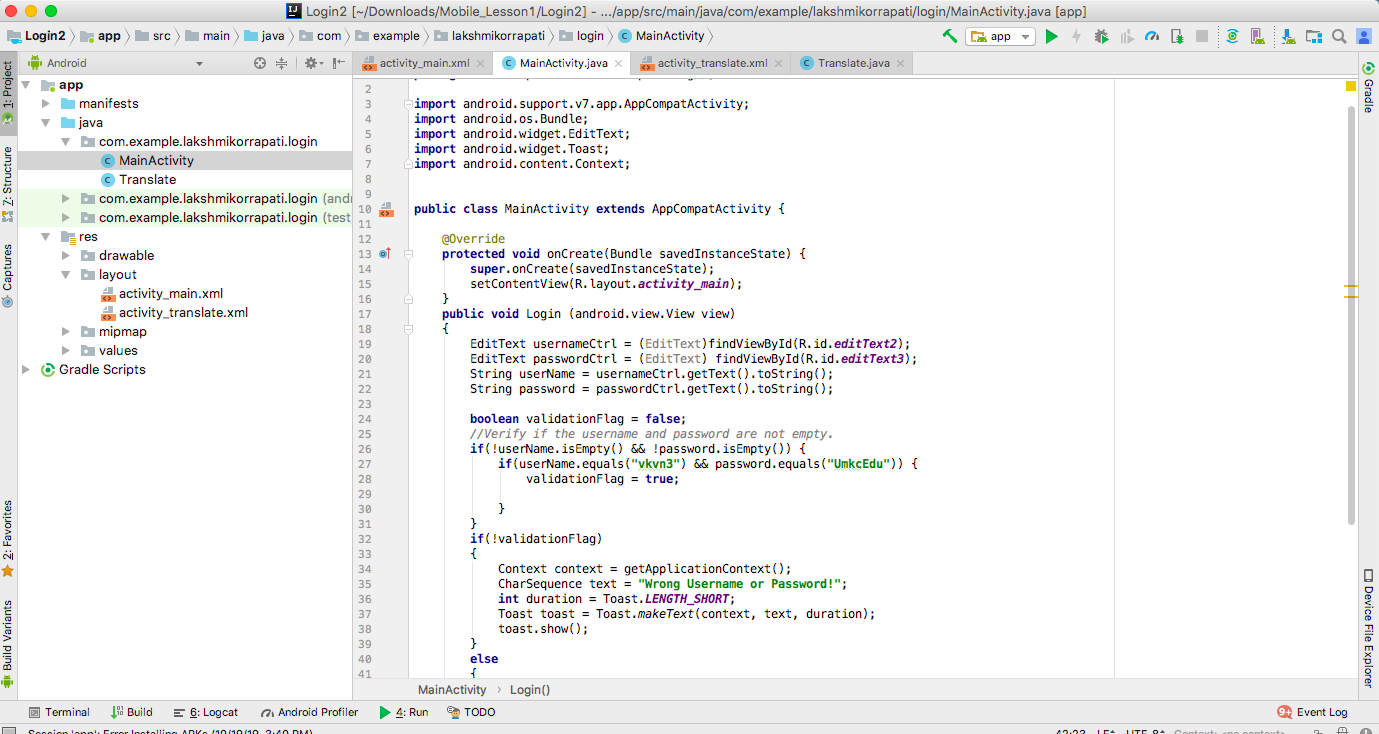 Login2 [~/Downloads/Mobile_Lesson1/Login2] - .../app/src/main/java/com/example/lakshmikorrapati/login/MainActivity.java [app]
Login2 app src main java com example lakshmikorrapati login MainActivity app
Android
activity_main.xml MainActivity.java activity_translate.xml Translate.java
1: Project
Z: Structure
Captures
2: Favorites
Build Variants
app
manifests
java
com.example.lakshmikorrapati.login
MainActivity
Translate
com.example.lakshmikorrapati.login (and
com.example.lakshmikorrapati.login (test
res
drawable
layout
activity_main.xml
activity_translate.xml
mipmap
values
Gradle Scripts
2
3 import android.support.v7.app.AppCompatActivity;
4 import android.os.Bundle;
5 import android.widget.EditText;
6 import android.widget.Toast;
7 import android.content.Context;
8
9
10 public class MainActivity extends AppCompatActivity {
11
12 @Override
13 protected void onCreate(Bundle savedInstanceState) {
14 super.onCreate(savedInstanceState);
15 setContentView(R.layout.activity_main);
16 }
17 public void Login (android.view.View view)
18 {
19 EditText usernameCtrl = (EditText)findViewById(R.id.editText2);
20 EditText passwordCtrl = (EditText) findViewById(R.id.editText3);
21 String userName = usernameCtrl.getText().toString();
22 String password = passwordCtrl.getText().toString();
23
24 boolean validationFlag = false;
25 //Verify if the username and password are not empty.
26 if(!userName.isEmpty() && !password.isEmpty()) {
27 if(userName.equals("vkvn3") && password.equals("UmkcEdu")) {
28 validationFlag = true;
29
30 }
31 }
32 if(!validationFlag)
33 {
34 Context context = getApplicationContext();
35 CharSequence text = "Wrong Username or Password!";
36 int duration = Toast.LENGTH_SHORT;
37 Toast toast = Toast.makeText(context, text, duration);
38 toast.show();
39 }
40 else
41 {
MainActivity › Login()
Gradle
Device File Explorer
Terminal Build 6: Logcat Android Profiler 4: Run TODO 9+ Event Log
Session 'app': Error Installing APKs (10/19/19, 3:40 PM) 42:23 LF UTF-8 Context: <no context>